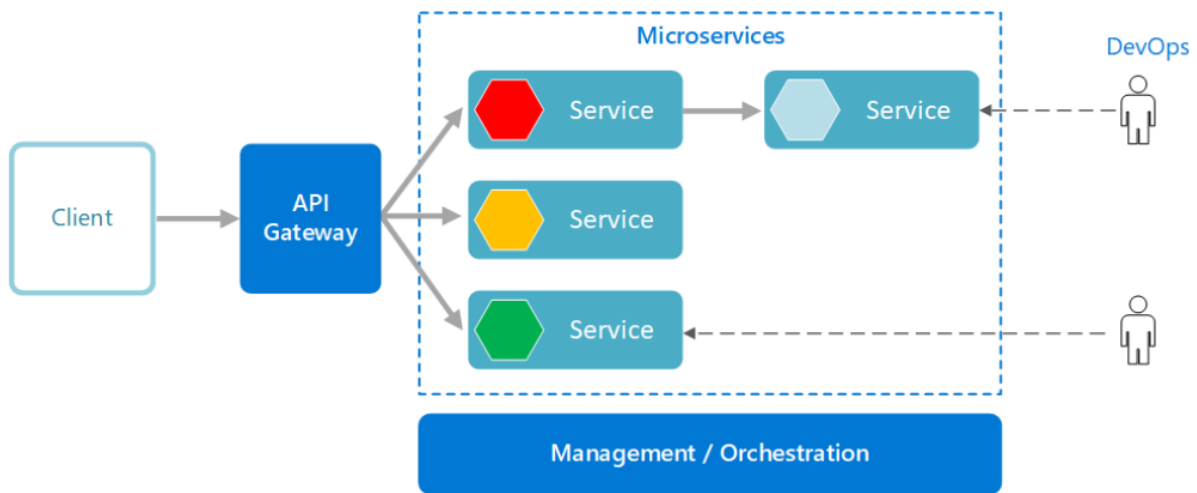 Microservices
DevOps
Service
Service
Client
API
Gateway
Service
Service
Management / Orchestration